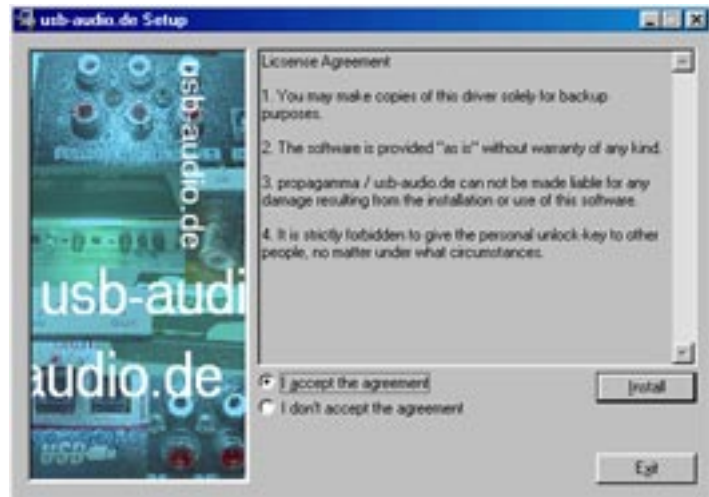 usb-audio.de Setup
usb-audio.de
usb-audi
audio.de
Licsense Agreement
1. You may make copies of this driver solely for backup
purposes.
2. The software is provided "as is" without warranty of any kind.
3. propagamma / usb-audio.de can not be made liable for any
damage resulting from the installation or use of this software.
4. It is strictly forbidden to give the personal unlock-key to other
people, no matter under what circumstances.
I accept the agreement
I don't accept the agreement
Install
Exit